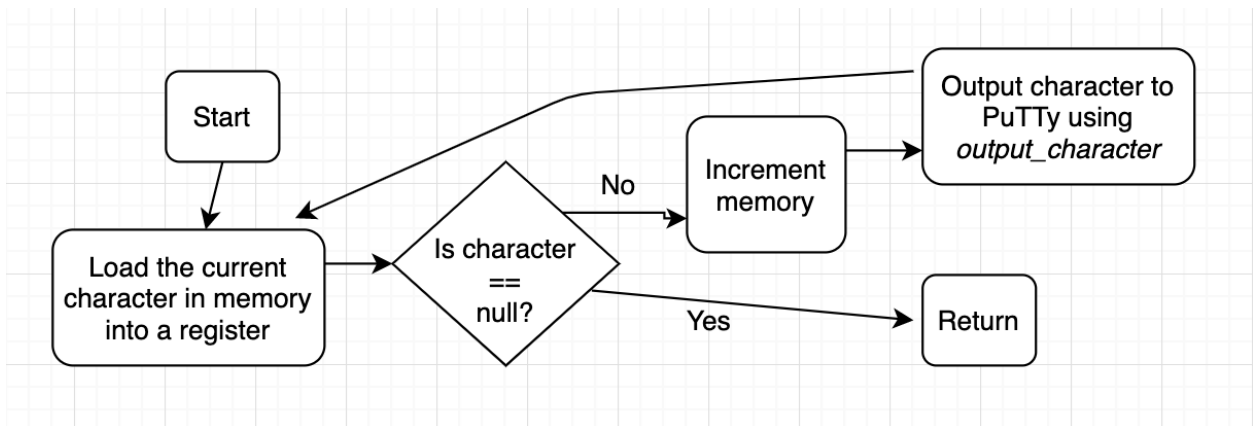 Start
Load the current
character in memory
into a register
Is character
==
null?
No
Increment
memory
Output character to
PuTTy using
output_character
Yes
Return